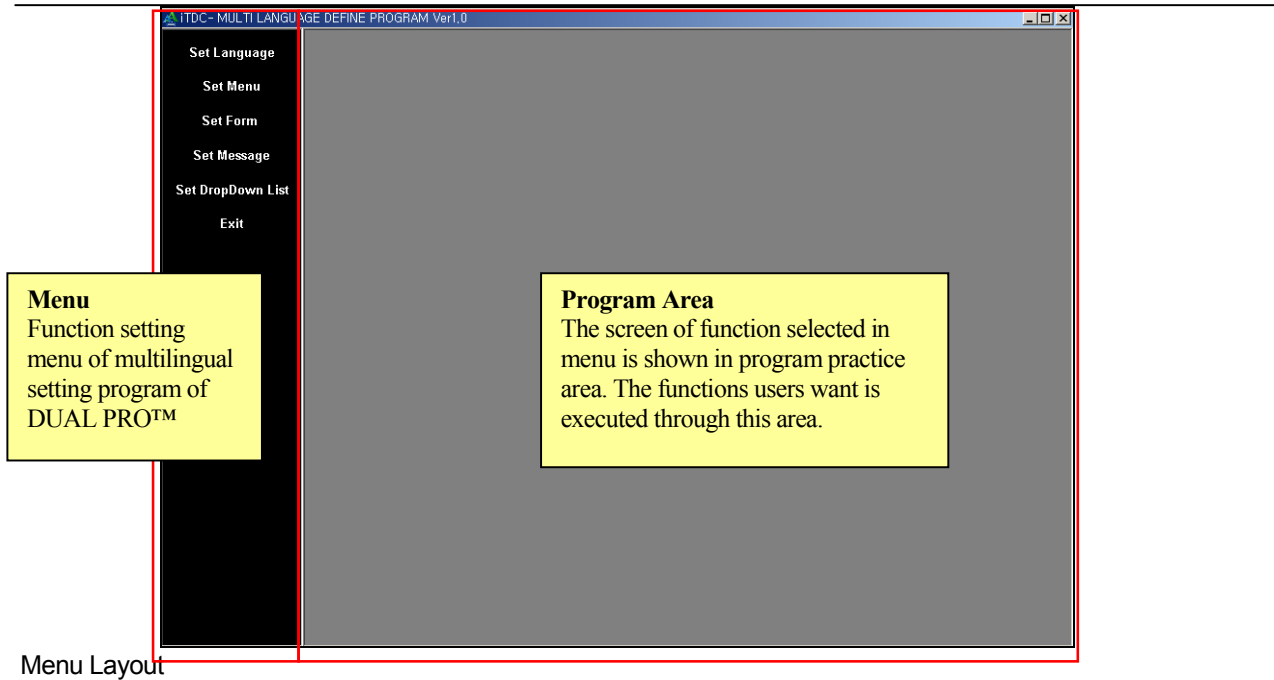 iTDC- MULTI LANGUAGE DEFINE PROGRAM Ver1.0
Set Language
Set Menu
Set Form
Set Message
Set DropDown List
Exit
Menu
Function setting
menu of multilingual
setting program of
DUAL PRO™
Program Area
The screen of function selected in
menu is shown in program practice
area. The functions users want is
executed through this area.
Menu Layout